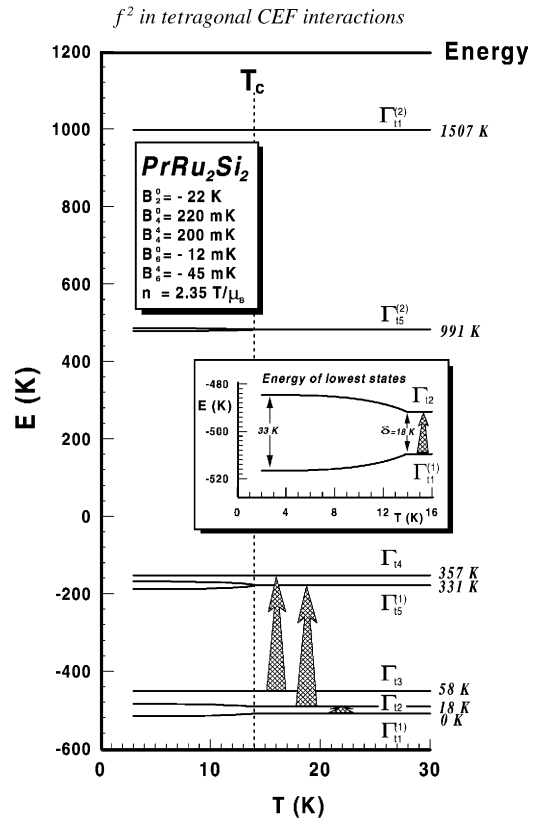 f² in tetragonal CEF interactions
Energy
1200
1000
800
600
400
200
0
-200
-400
-600
E (K)
T_c
Γ_t1^(2)
1507 K
PrRu₂Si₂
B₂⁰ = - 22 K
B₄⁰ = 220 mK
B₄⁴ = 200 mK
B₆⁰ = - 12 mK
B₆⁴ = - 45 mK
n = 2.35 T/μ_B
Γ_t5^(2)
991 K
Energy of lowest states
-480
E (K)
-500
-520
33 K
δ=18 K
Γ_t2
Γ_t1^(1)
0 4 8 12 T (K) 16
Γ_t4
357 K
331 K
Γ_t5^(1)
Γ_t3
58 K
Γ_t2
18 K
0 K
Γ_t1^(1)
0 10 20 30
T (K)